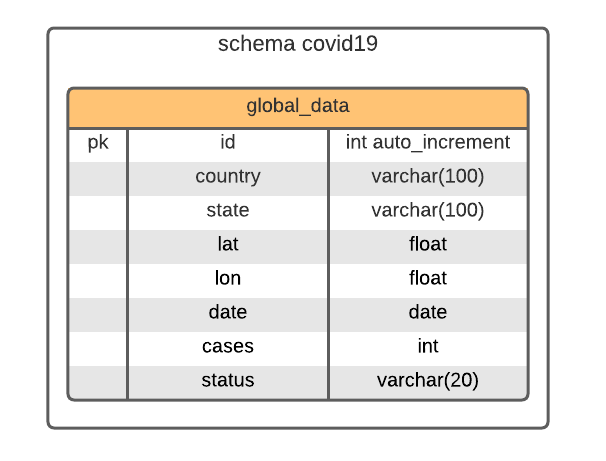 schema covid19
global_data
pk id int auto_increment
country varchar(100)
state varchar(100)
lat float
lon float
date date
cases int
status varchar(20)